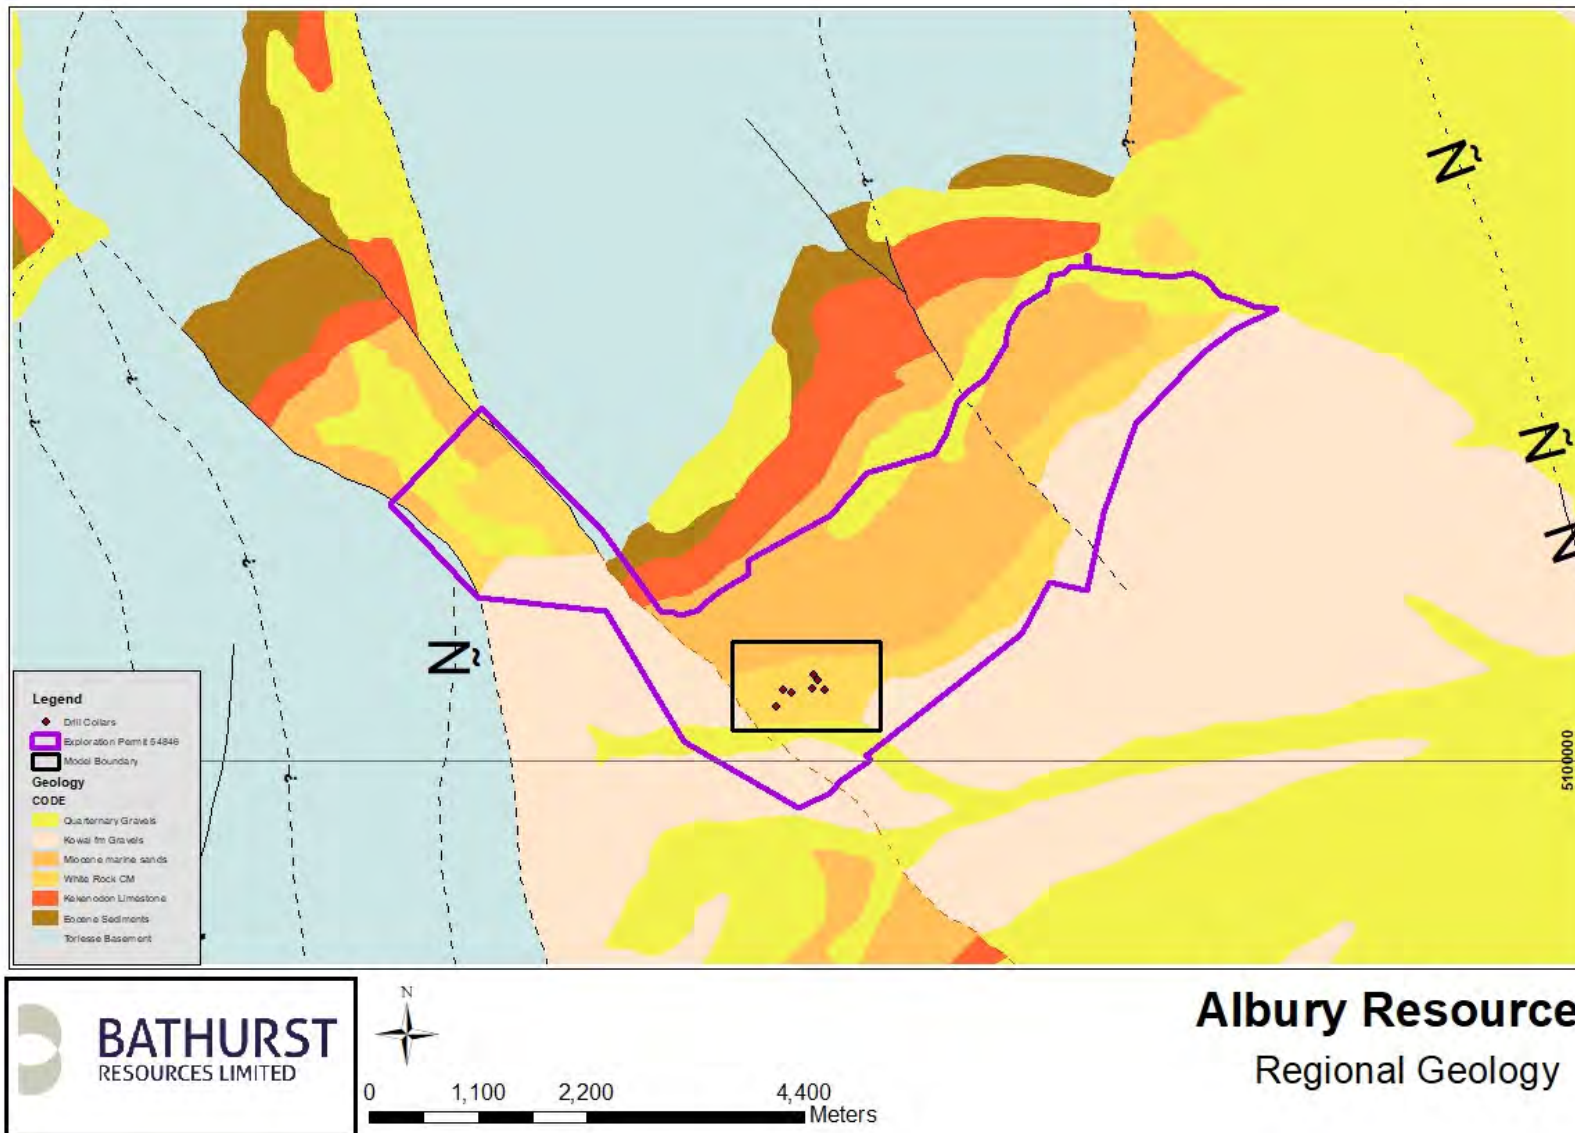 ?
?
?
?
?
?
?
Ñ
Ñ
Ñ
5100000
Legend
Drill Collars
Exploration Permit 54846
Model Boundary
Geology
CODE
Quarternary Gravels
Kowai fm Gravels
Miocene marine sands
White Rock CM
Kekenodon Limestone
Eocene Sediments
Torlesse Basement
BATHURST
RESOURCES LIMITED
N
0 1,100 2,200 4,400
Meters
Albury Resource
Regional Geology